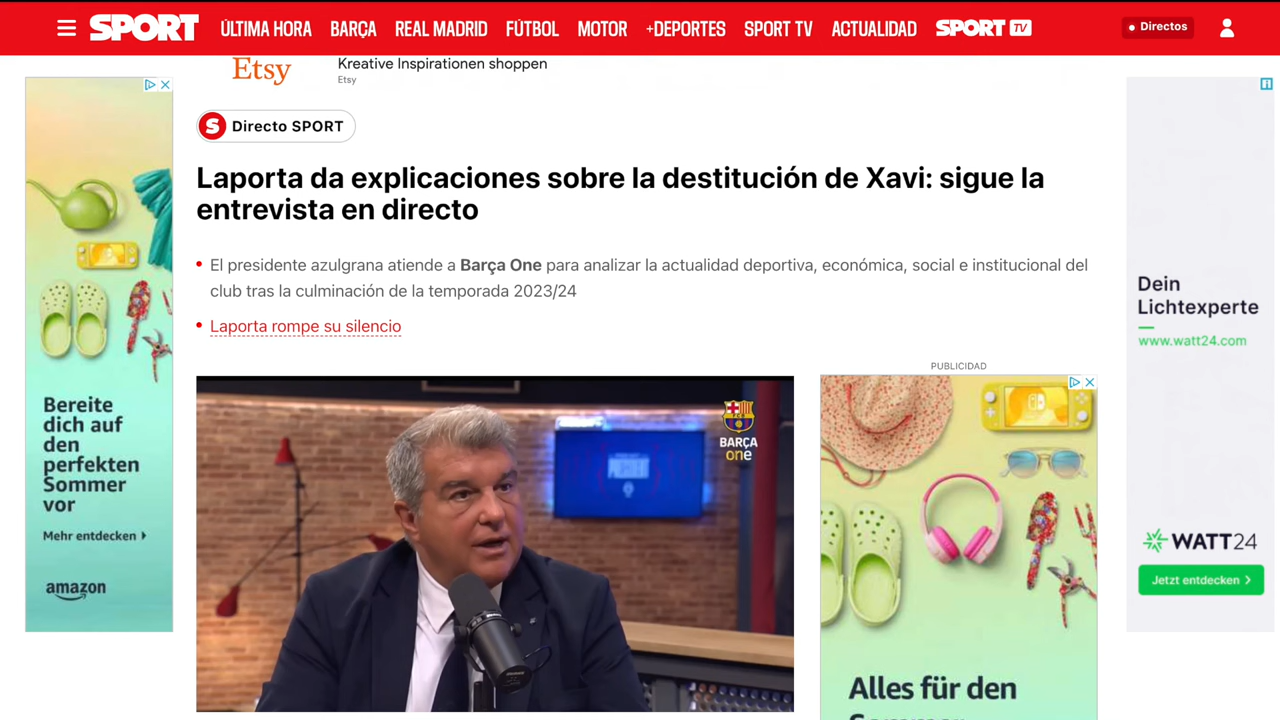 SPORT ÚLTIMA HORA BARÇA REAL MADRID FÚTBOL MOTOR +DEPORTES SPORT TV ACTUALIDAD SPORT TV Directos
Etsy
Kreative Inspirationen shoppen
Etsy
S Directo SPORT
Laporta da explicaciones sobre la destitución de Xavi: sigue la
entrevista en directo
El presidente azulgrana atiende a Barça One para analizar la actualidad deportiva, económica, social e institucional del
club tras la culminación de la temporada 2023/24
Laporta rompe su silencio
PUBLICIDAD
FCB
BARÇA
one
Bereite
dich auf
den
perfekten
Sommer
vor
Mehr entdecken
amazon
Alles für den
Dein
Lichtexperte
www.watt24.com
WATT24
Jetzt entdecken